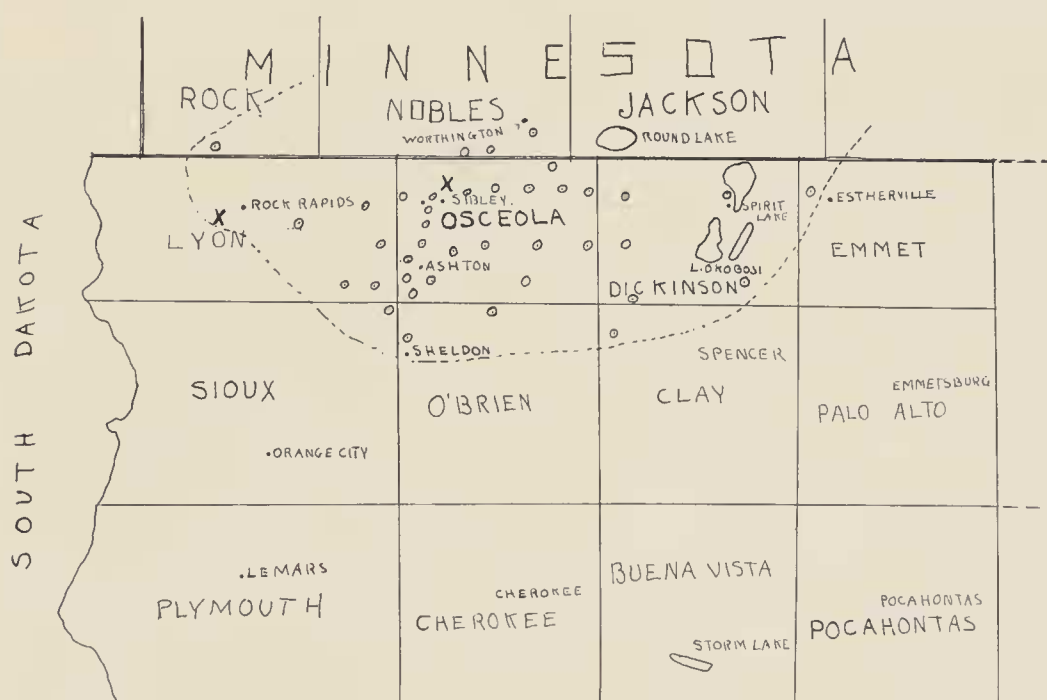 MINNESOTA
ROCK
NOBLES
JACKSON
WORTHINGTON
ROUND LAKE
SOUTH DAKOTA
X
SIBLEY.
ROCK RAPIDS
SPIRIT
LAKE
ESTHERVILLE
X
OSCEOLA
LYON
EMMET
ASHTON
L. OKOBOJI
DICKINSON
SHELDON
SPENCER
SIOUX
O'BRIEN
CLAY
EMMETSBURG
PALO ALTO
ORANGE CITY
LEMARS
BUENA VISTA
PLYMOUTH
CHEROKEE
CHEROKEE
POCAHONTAS
POCAHONTAS
STORM LAKE